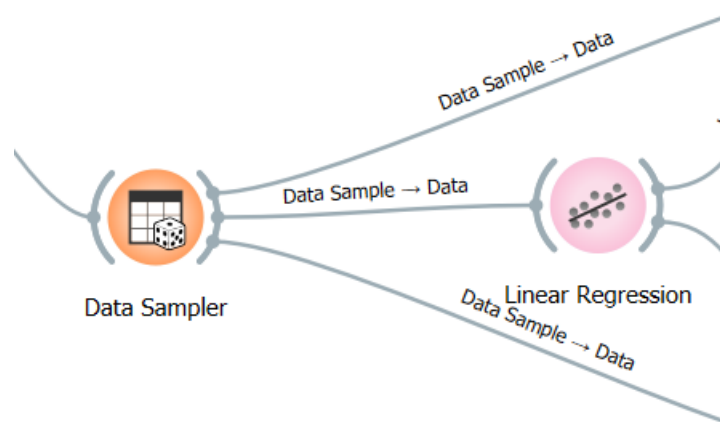 Data Sample → Data
Data Sample → Data
Data Sampler
Linear Regression
Data Sample → Data